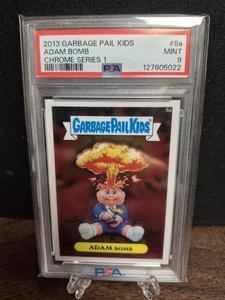 2013 GARBAGE PAIL KIDS #8a
ADAM BOMB MINT
CHROME SERIES 1 9
PSA 127805022
8a
GARBAGE PAIL KIDS
ADAM BOMB
PSA